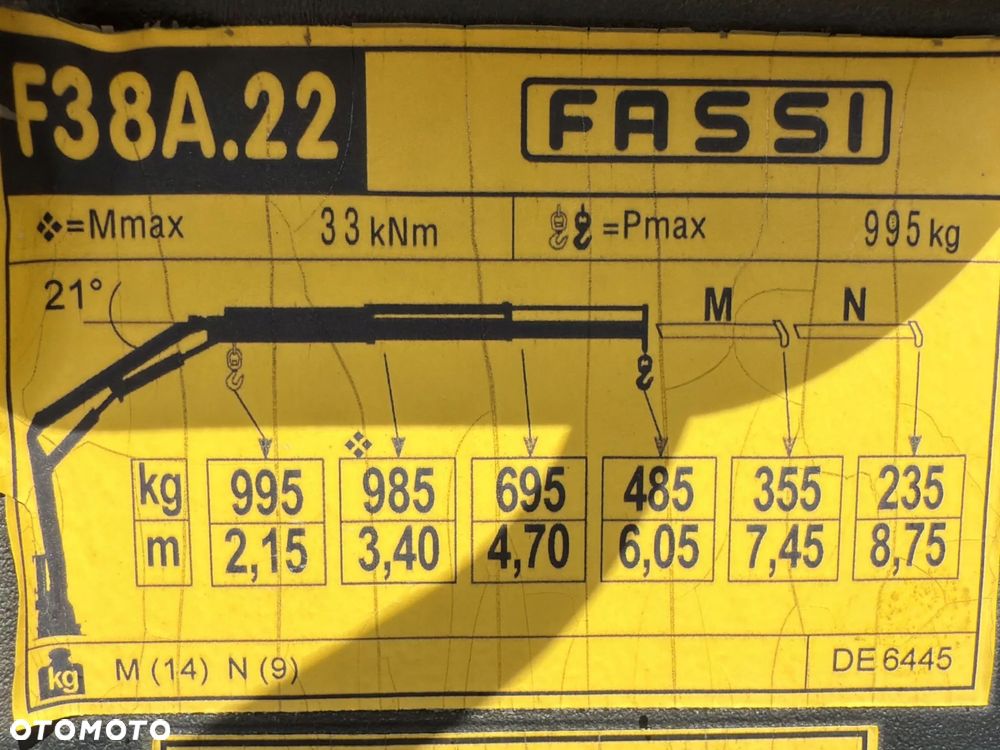 F38A.22 FASSI
=Mmax 33 kNm =Pmax 995 kg
21° M N
kg 995 985 695 485 355 235
m 2,15 3,40 4,70 6,05 7,45 8,75
kg M (14) N (9) DE 6445
OTOMOTO